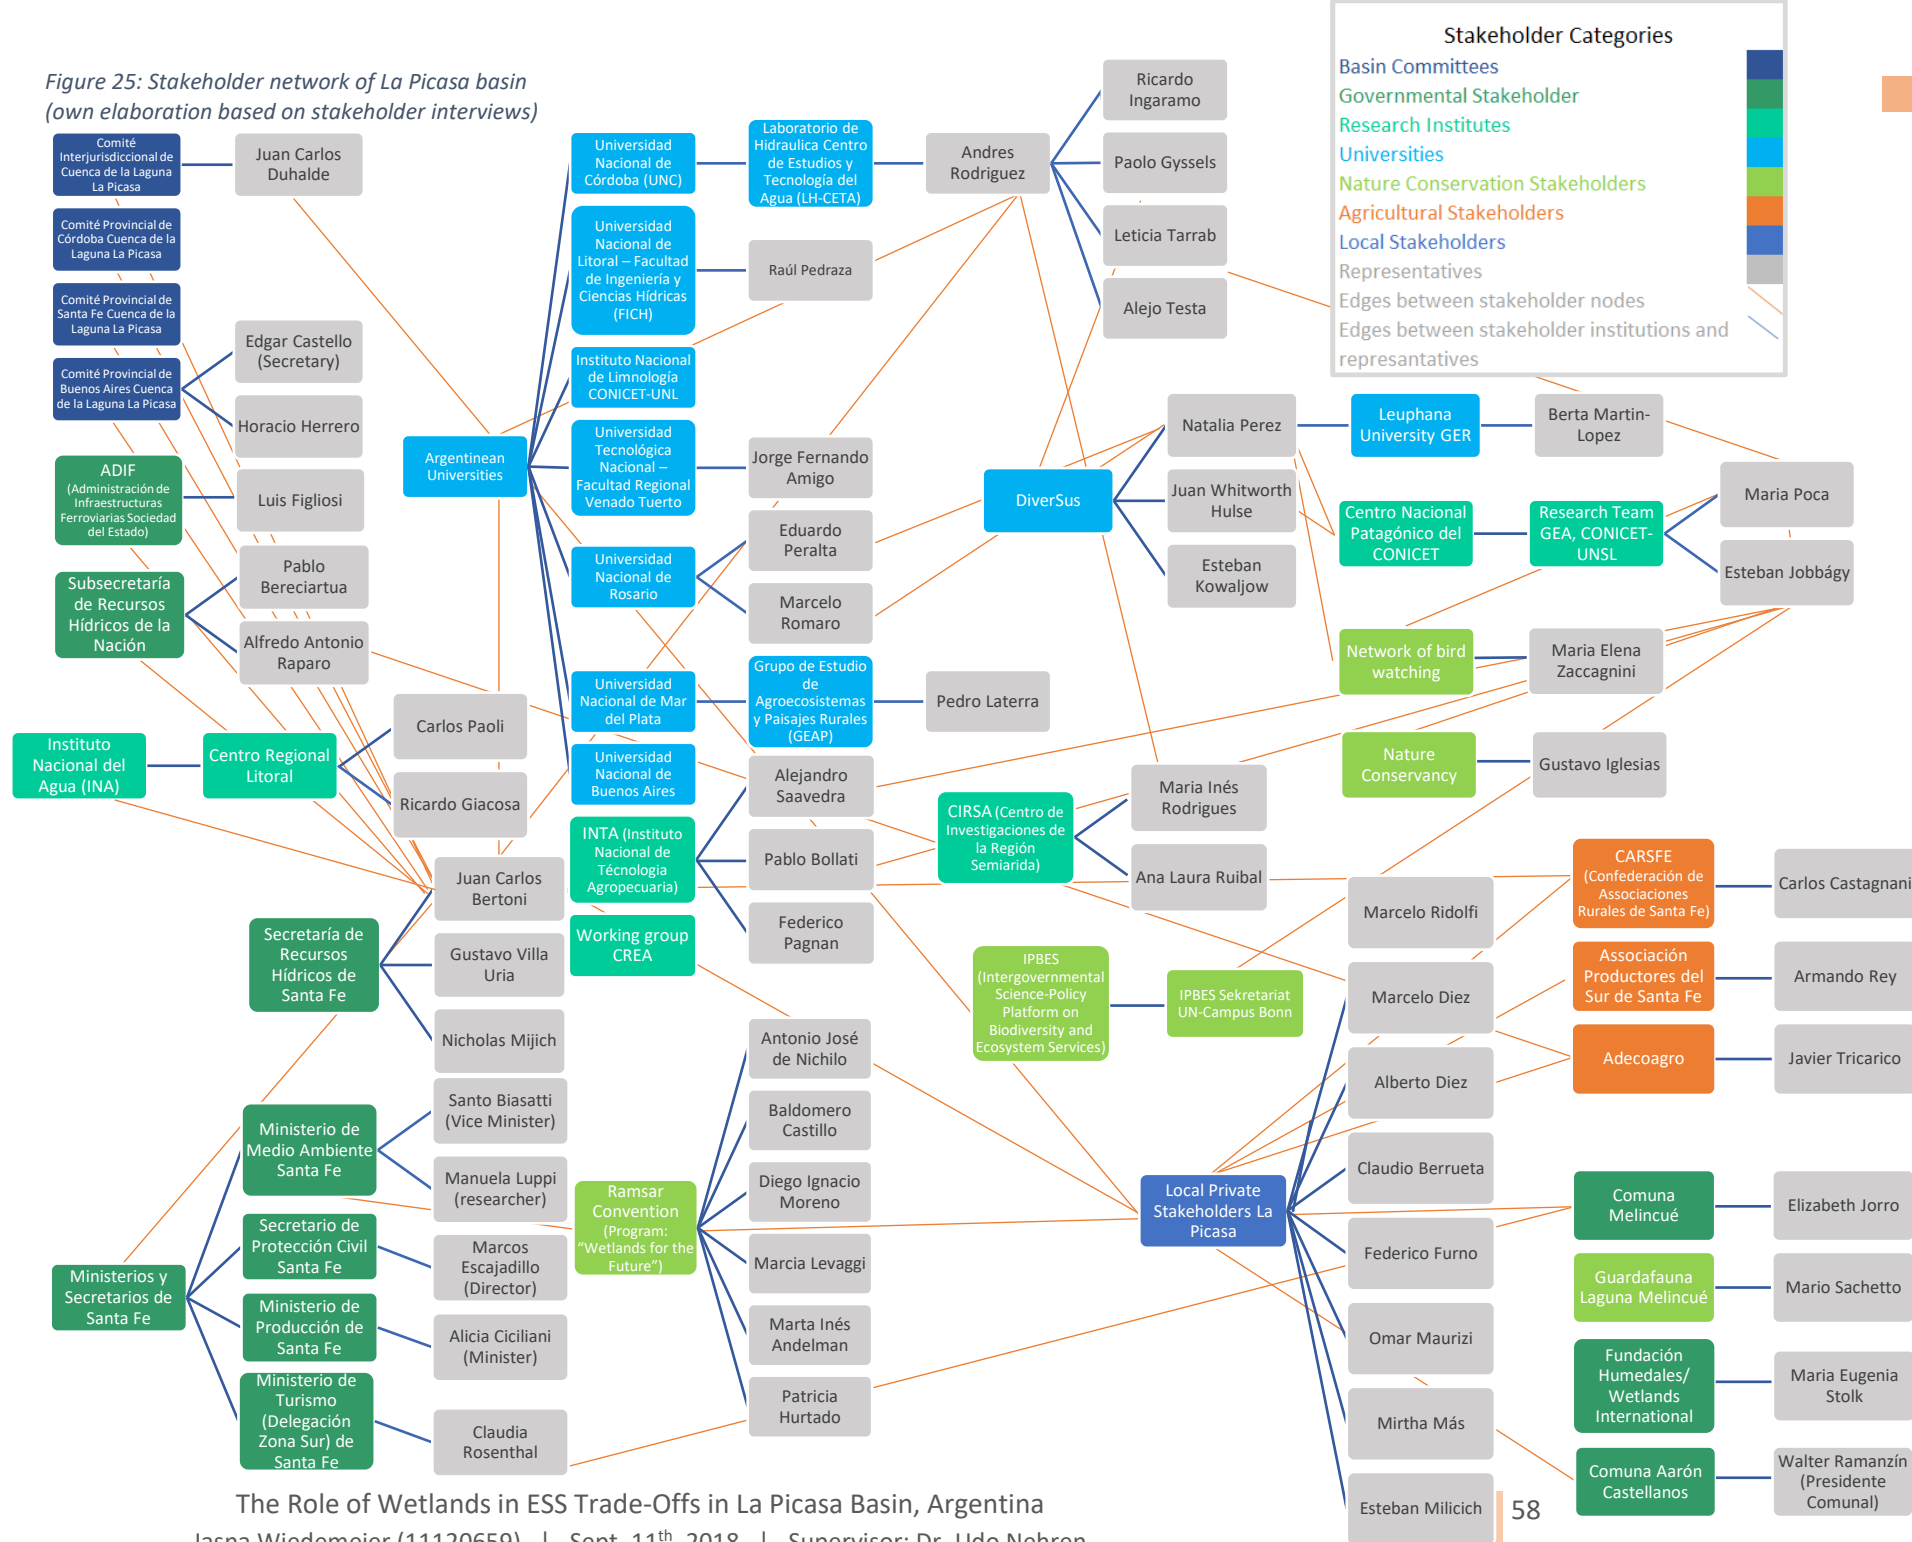 Figure 25: Stakeholder network of La Picasa basin
(own elaboration based on stakeholder interviews)
Stakeholder Categories
Basin Committees
Governmental Stakeholder
Research Institutes
Universities
Nature Conservation Stakeholders
Agricultural Stakeholders
Local Stakeholders
Representatives
Edges between stakeholder nodes
Edges between stakeholder institutions and
represantatives
Comité
Interjurisdiccional de
Cuenca de la Laguna
La Picasa
Juan Carlos
Duhalde
Comité Provincial de
Córdoba Cuenca de la
Laguna La Picasa
Comité Provincial de
Santa Fe Cuenca de la
Laguna La Picasa
Comité Provincial de
Buenos Aires Cuenca
de la Laguna La Picasa
Edgar Castello
(Secretary)
Horacio Herrero
ADIF
(Administración de
Infraestructuras
Ferroviarias Sociedad
del Estado)
Luis Figliosi
Subsecretaría
de Recursos
Hídricos de la
Nación
Pablo
Bereciartua
Alfredo Antonio
Raparo
Instituto
Nacional del
Agua (INA)
Centro Regional
Litoral
Carlos Paoli
Ricardo Giacosa
Secretaría de
Recursos
Hídricos de
Santa Fe
Juan Carlos
Bertoni
Gustavo Villa
Uria
Nicholas Mijich
Ministerios y
Secretarios de
Santa Fe
Ministerio de
Medio Ambiente
Santa Fe
Santo Biasatti
(Vice Minister)
Manuela Luppi
(researcher)
Secretario de
Protección Civil
Santa Fe
Marcos
Escajadillo
(Director)
Ministerio de
Producción de
Santa Fe
Alicia Ciciliani
(Minister)
Ministerio de
Turismo
(Delegación
Zona Sur) de
Santa Fe
Claudia
Rosenthal
Argentinean
Universities
Universidad
Nacional de
Córdoba (UNC)
Laboratorio de
Hidraulica Centro
de Estudios y
Tecnología del
Agua (LH-CETA)
Andres
Rodriguez
Ricardo
Ingaramo
Paolo Gyssels
Leticia Tarrab
Alejo Testa
Universidad
Nacional de
Litoral – Facultad
de Ingeniería y
Ciencias Hídricas
(FICH)
Raúl Pedraza
Instituto Nacional
de Limnología
CONICET-UNL
Universidad
Tecnológica
Nacional –
Facultad Regional
Venado Tuerto
Jorge Fernando
Amigo
Universidad
Nacional de
Rosario
Eduardo
Peralta
Marcelo
Romaro
Universidad
Nacional de Mar
del Plata
Grupo de Estudio
de
Agroecosistemas
y Paisajes Rurales
(GEAP)
Pedro Laterra
Universidad
Nacional de
Buenos Aires
INTA (Instituto
Nacional de
Técnologia
Agropecuaria)
Alejandro
Saavedra
Pablo Bollati
Federico
Pagnan
Working group
CREA
DiverSus
Natalia Perez
Juan Whitworth
Hulse
Esteban
Kowaljow
Leuphana
University GER
Berta Martin-
Lopez
Centro Nacional
Patagónico del
CONICET
Research Team
GEA, CONICET-
UNSL
Maria Poca
Esteban Jobbágy
Network of bird
watching
Maria Elena
Zaccagnini
Nature
Conservancy
Gustavo Iglesias
CIRSA (Centro de
Investigaciones de
la Región
Semiarida)
Maria Inés
Rodrigues
Ana Laura Ruibal
IPBES
(Intergovernmental
Science-Policy
Platform on
Biodiversity and
Ecosystem Services)
IPBES Sekretariat
UN-Campus Bonn
Ramsar
Convention
(Program:
“Wetlands for the
Future”)
Antonio José
de Nichilo
Baldomero
Castillo
Diego Ignacio
Moreno
Marcia Levaggi
Marta Inés
Andelman
Patricia
Hurtado
Local Private
Stakeholders La
Picasa
Marcelo Ridolfi
Marcelo Diez
Alberto Diez
Claudio Berrueta
Federico Furno
Omar Maurizi
Mirtha Más
Esteban Milicich
CARSFE
(Confederación de
Associaciones
Rurales de Santa Fe)
Carlos Castagnani
Associación
Productores del
Sur de Santa Fe
Armando Rey
Adecoagro
Javier Tricarico
Comuna
Melincué
Elizabeth Jorro
Guardafauna
Laguna Melincué
Mario Sachetto
Fundación
Humedales/
Wetlands
International
Maria Eugenia
Stolk
Comuna Aarón
Castellanos
Walter Ramanzín
(Presidente
Comunal)
The Role of Wetlands in ESS Trade-Offs in La Picasa Basin, Argentina
58
Jasna Wiedemeier (11120659) | Sept. 11th, 2018 | Supervisor: Dr. Udo Nehren